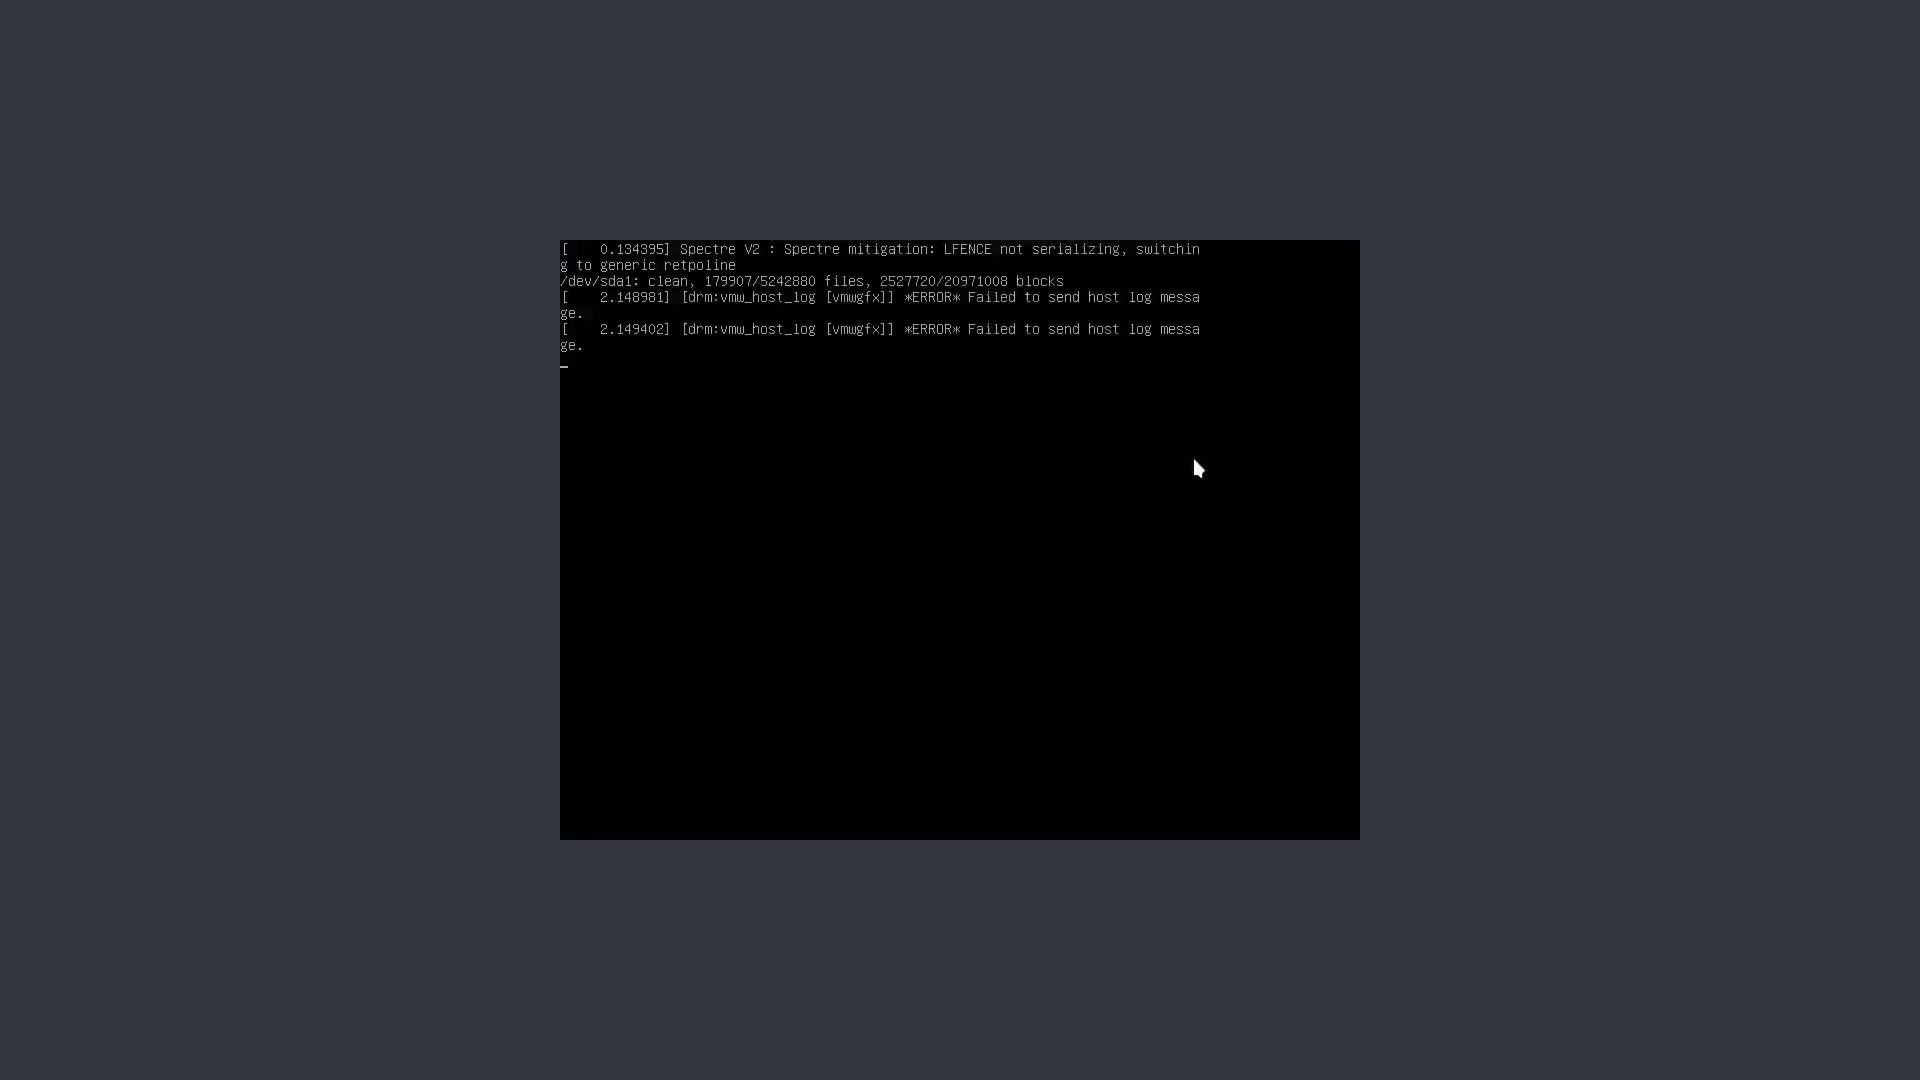 [    0.134395] Spectre V2 : Spectre mitigation: LFENCE not serializing, switchin
g to generic retpoline
/dev/sda1: clean, 179907/5242880 files, 2527720/20971008 blocks
[    2.148981] [drm:vmw_host_log [vmwgfx]] *ERROR* Failed to send host log messa
ge.
[    2.149402] [drm:vmw_host_log [vmwgfx]] *ERROR* Failed to send host log messa
ge.